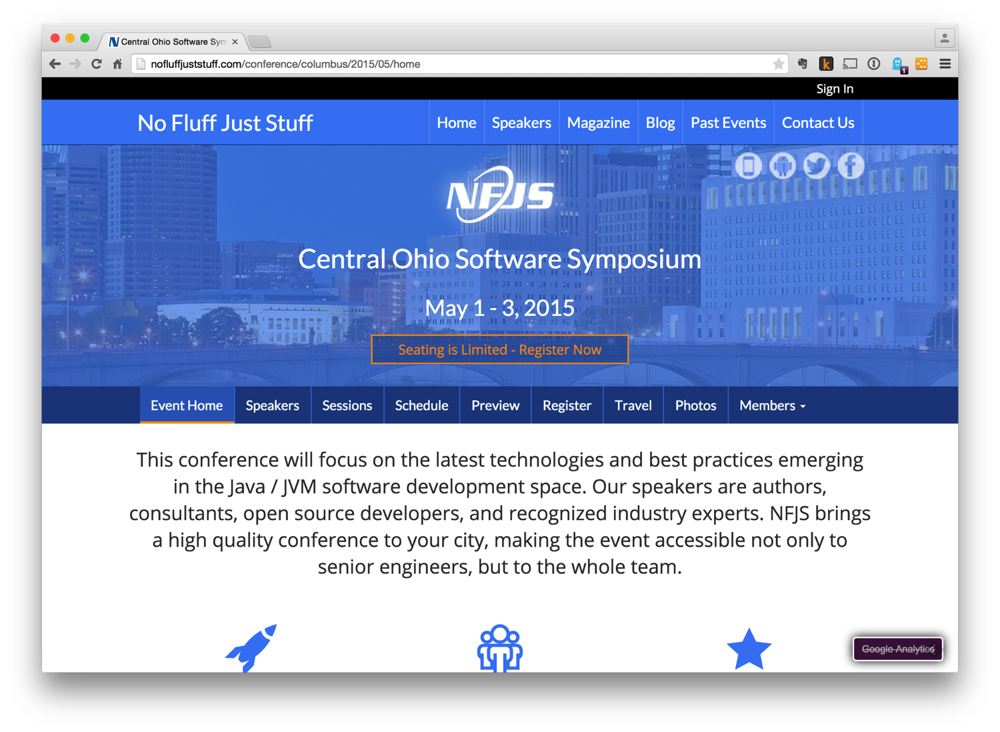 Central Ohio Software Sym
nofluffjuststuff.com/conference/columbus/2015/05/home
1
Sign In
No Fluff Just Stuff
Home
Speakers
Magazine
Blog
Past Events
Contact Us
NFJS
Central Ohio Software Symposium
May 1 - 3, 2015
Seating is Limited - Register Now
Event Home
Speakers
Sessions
Schedule
Preview
Register
Travel
Photos
Members
This conference will focus on the latest technologies and best practices emerging
in the Java / JVM software development space. Our speakers are authors,
consultants, open source developers, and recognized industry experts. NFJS brings
a high quality conference to your city, making the event accessible not only to
senior engineers, but to the whole team.
Google Analytics